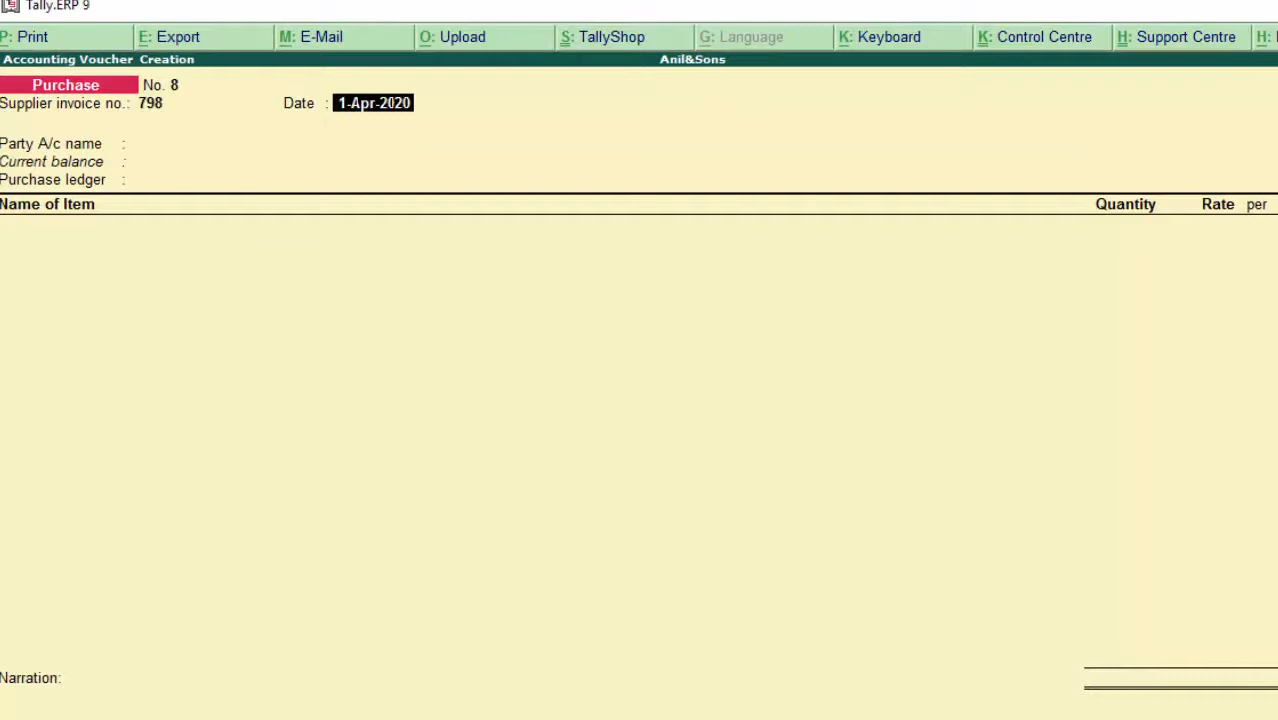 Tally.ERP 9
P: Print E: Export M: E-Mail O: Upload S: TallyShop G: Language K: Keyboard K: Control Centre H: Support Centre H:
Accounting Voucher Creation Anil&Sons
Purchase No. 8
Supplier invoice no.: 798 Date : 1-Apr-2020
Party A/c name :
Current balance :
Purchase ledger :
Name of Item Quantity Rate per
Narration: